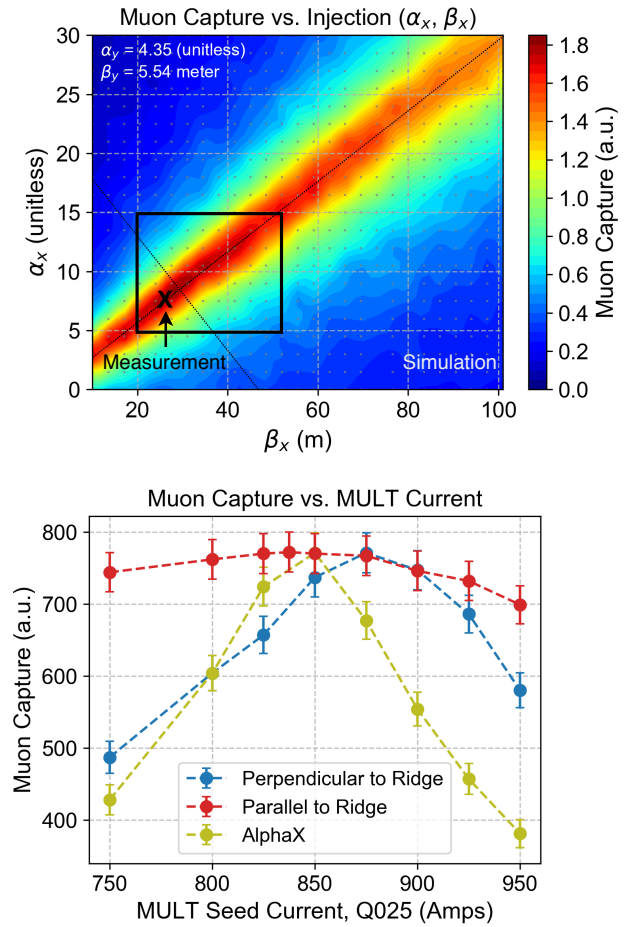 Muon Capture vs. Injection (αₓ, βₓ)
30
25
20
15
10
5
0
αₓ (unitless)
α_y = 4.35 (unitless)
β_y = 5.54 meter
X
Measurement
Simulation
20
40
60
80
100
βₓ (m)
1.8
1.6
1.4
1.2
1.0
0.8
0.6
0.4
0.2
0.0
Muon Capture (a.u.)
Muon Capture vs. MULT Current
800
700
600
500
400
Muon Capture (a.u.)
Perpendicular to Ridge
Parallel to Ridge
AlphaX
750
800
850
900
950
MULT Seed Current, Q025 (Amps)